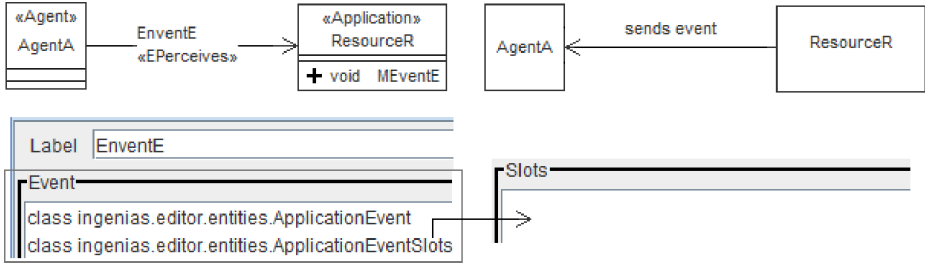 «Agent»
AgentA
EnventE
«EPerceives»
«Application»
ResourceR
+ void MEventE
AgentA
sends event
ResourceR
Label EnventE
Event
class ingenias.editor.entities.ApplicationEvent
class ingenias.editor.entities.ApplicationEventSlots
Slots